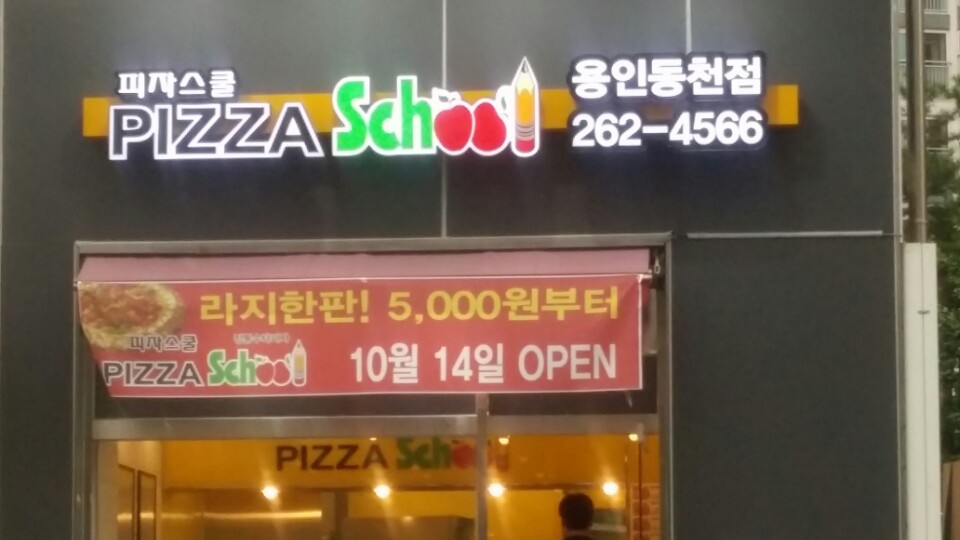 피자스쿨
PIZZA School
용인동천점
262-4566
라지한판! 5,000원부터
피자스쿨
PIZZA School
10월 14일 OPEN
PIZZA School